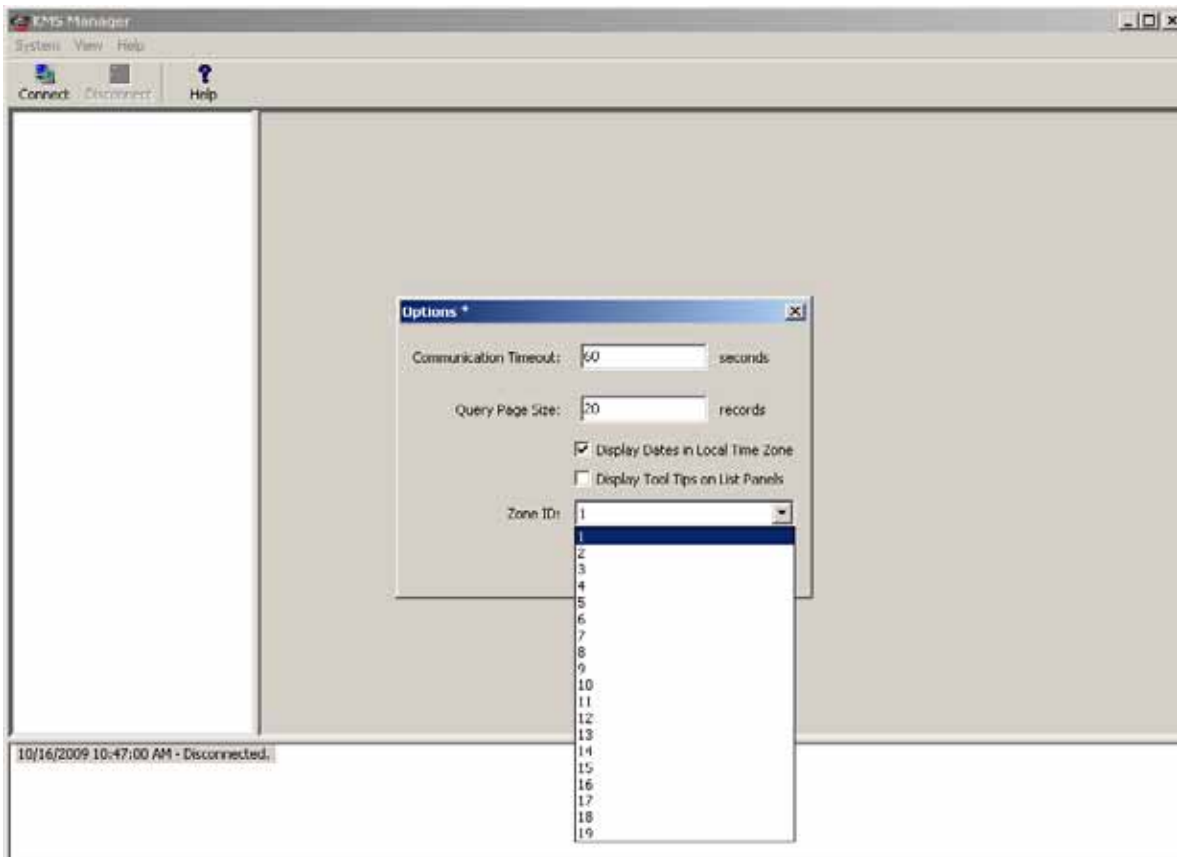 KMS Manager
System View Help
Connect Disconnect Help
Options *
Communication Timeout: 60 seconds
Query Page Size: 20 records
Display Dates in Local Time Zone
Display Tool Tips on List Panels
Zone ID: 1
1
2
3
4
5
6
7
8
9
10
11
12
13
14
15
16
17
18
19
10/16/2009 10:47:00 AM - Disconnected.